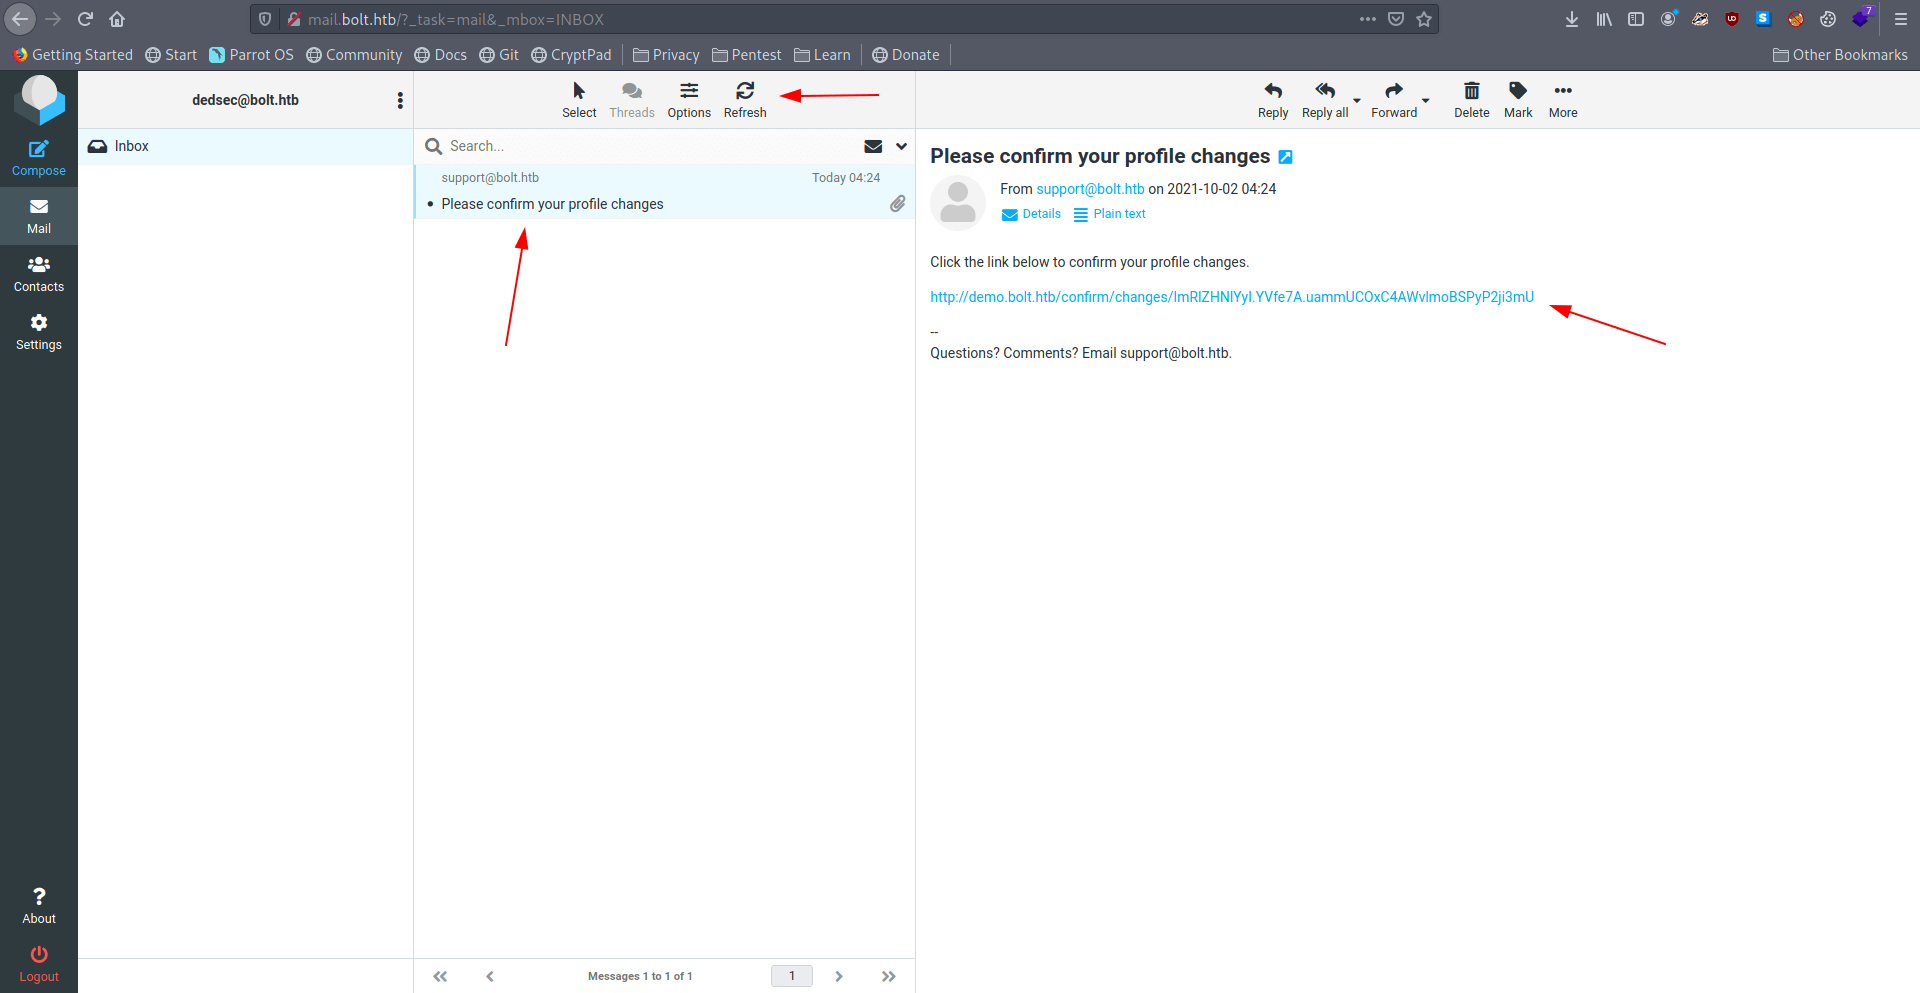 mail.bolt.htb/?_task=mail&_mbox=INBOX
7
Getting Started Start Parrot OS Community Docs Git CryptPad Privacy Pentest Learn Donate Other Bookmarks
Compose
Mail
Contacts
Settings
About
Logout
dedsec@bolt.htb
Inbox
Select Threads Options Refresh
Search...
support@bolt.htb Today 04:24
Please confirm your profile changes
Messages 1 to 1 of 1 1
Reply Reply all Forward Delete Mark More
Please confirm your profile changes
From support@bolt.htb on 2021-10-02 04:24
Details Plain text
Click the link below to confirm your profile changes.
http://demo.bolt.htb/confirm/changes/ImRlZHNlYyI.YVfe7A.uammUCOxC4AWvlmoBSPyP2ji3mU
--
Questions? Comments? Email support@bolt.htb.